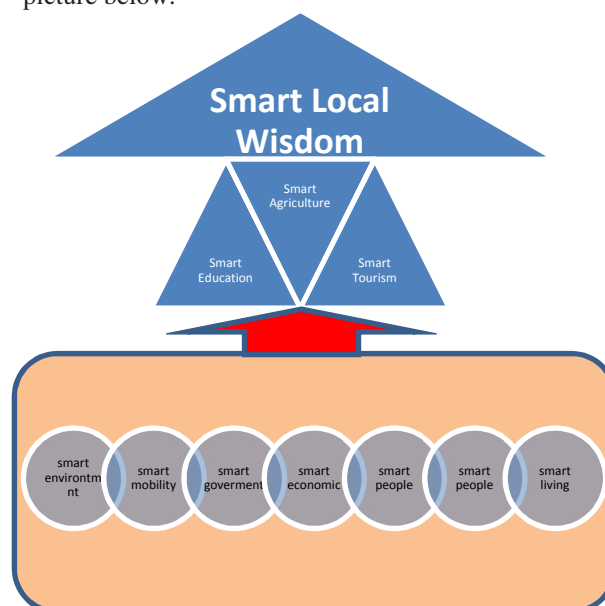 picture below.
Smart Local
Wisdom
Smart
Agriculture
Smart
Education
Smart
Tourism
smart
environtm
nt
smart
mobility
smart
goverment
smart
economic
smart
people
smart
people
smart
living